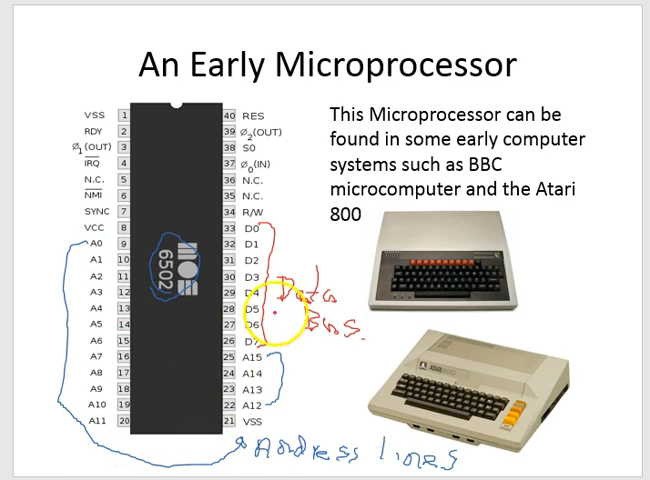 An Early Microprocessor
VSS 1 40 RES
RDY 2 39 Ø2(OUT)
Ø1(OUT) 3 38 SO
IRQ 4 37 Ø0(IN)
N.C. 5 36 N.C.
NMI 6 35 N.C.
SYNC 7 34 R/W
VCC 8 33 D0
A0 9 32 D1
A1 10 31 D2
A2 11 30 D3
A3 12 29 D4
A4 13 28 D5
A5 14 27 D6
A6 15 26 D7
A7 16 25 A15
A8 17 24 A14
A9 18 23 A13
A10 19 22 A12
A11 20 21 VSS
MOS
6502
Data
Bus.
Address lines
This Microprocessor can be
found in some early computer
systems such as BBC
microcomputer and the Atari
800
ATARI 800